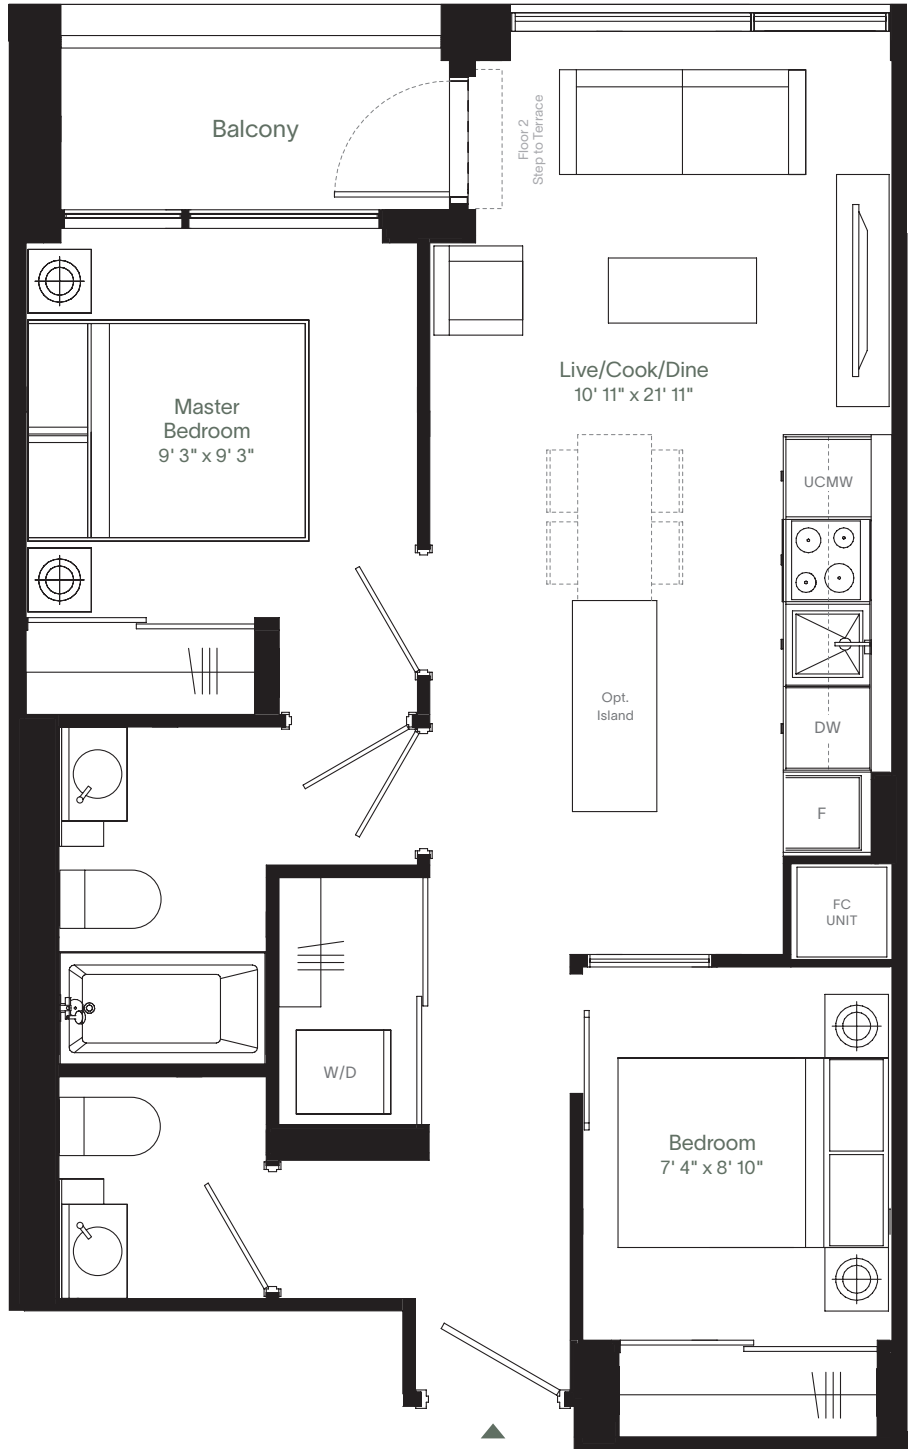 Balcony
Floor 2
Step to Terrace
Live/Cook/Dine
10' 11" x 21' 11"
Master
Bedroom
9' 3" x 9' 3"
UCMW
Opt.
Island
DW
F
FC
UNIT
W/D
Bedroom
7' 4" x 8' 10"